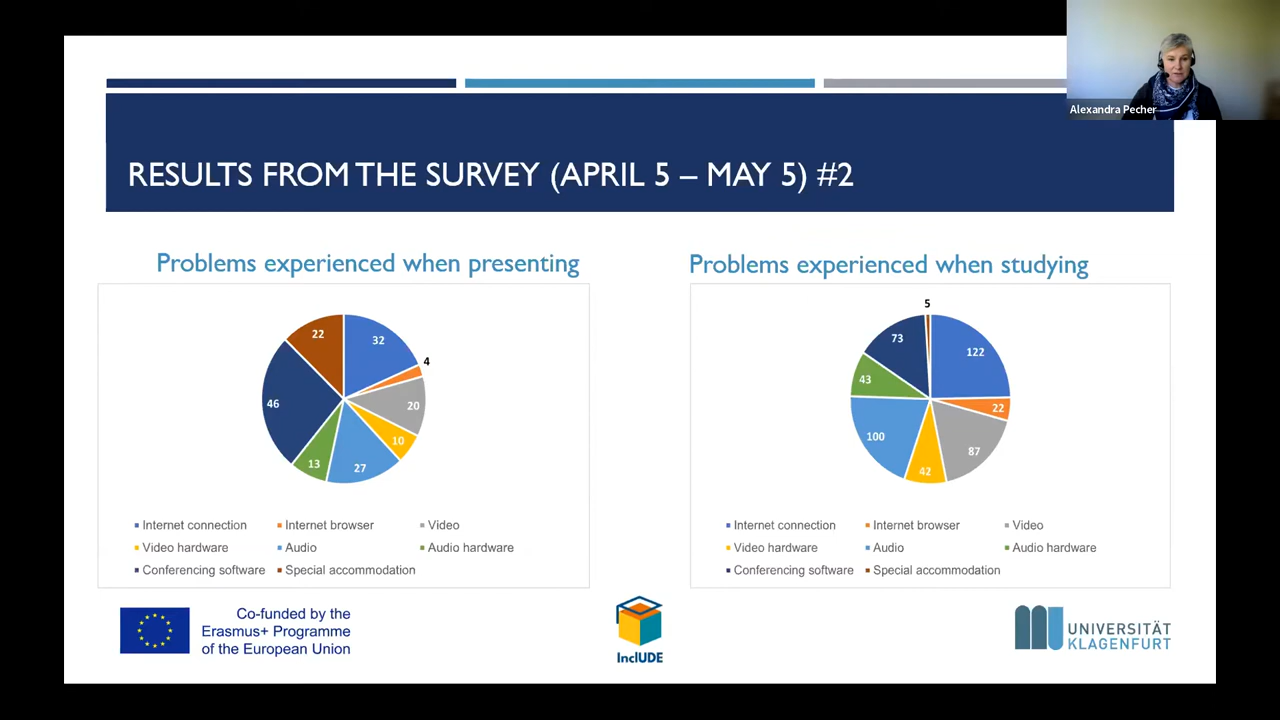 Alexandra Pecher
RESULTS FROM THE SURVEY (APRIL 5 – MAY 5) #2
Problems experienced when presenting
22
32
4
46
20
10
13
27
Internet connection
Internet browser
Video
Video hardware
Audio
Audio hardware
Conferencing software
Special accommodation
Problems experienced when studying
5
73
122
43
22
100
87
42
Internet connection
Internet browser
Video
Video hardware
Audio
Audio hardware
Conferencing software
Special accommodation
Co-funded by the
Erasmus+ Programme
of the European Union
InclUDE
UNIVERSITÄT
KLAGENFURT